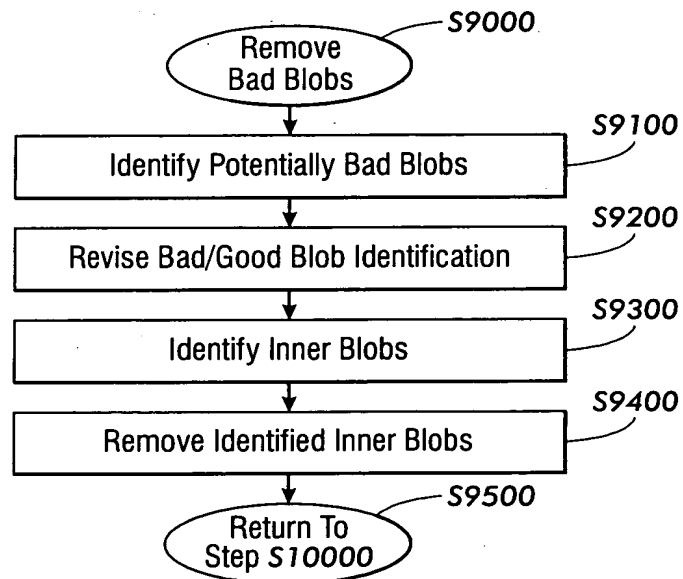 Remove
Bad Blobs
S9000
Identify Potentially Bad Blobs
S9100
Revise Bad/Good Blob Identification
S9200
Identify Inner Blobs
S9300
Remove Identified Inner Blobs
S9400
Return To
Step S10000
S9500